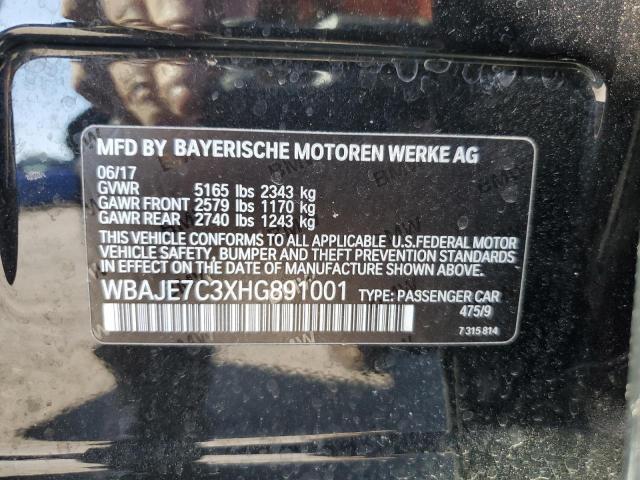 MFD BY BAYERISCHE MOTOREN WERKE AG
06/17
GVWR 5165 lbs 2343 kg
GAWR FRONT 2579 lbs 1170 kg
GAWR REAR 2740 lbs 1243 kg
THIS VEHICLE CONFORMS TO ALL APPLICABLE U.S.FEDERAL MOTOR
VEHICLE SAFETY, BUMPER AND THEFT PREVENTION STANDARDS
IN EFFECT ON THE DATE OF MANUFACTURE SHOWN ABOVE.
WBAJE7C3XHG891001 TYPE: PASSENGER CAR
475/9
7 315 814